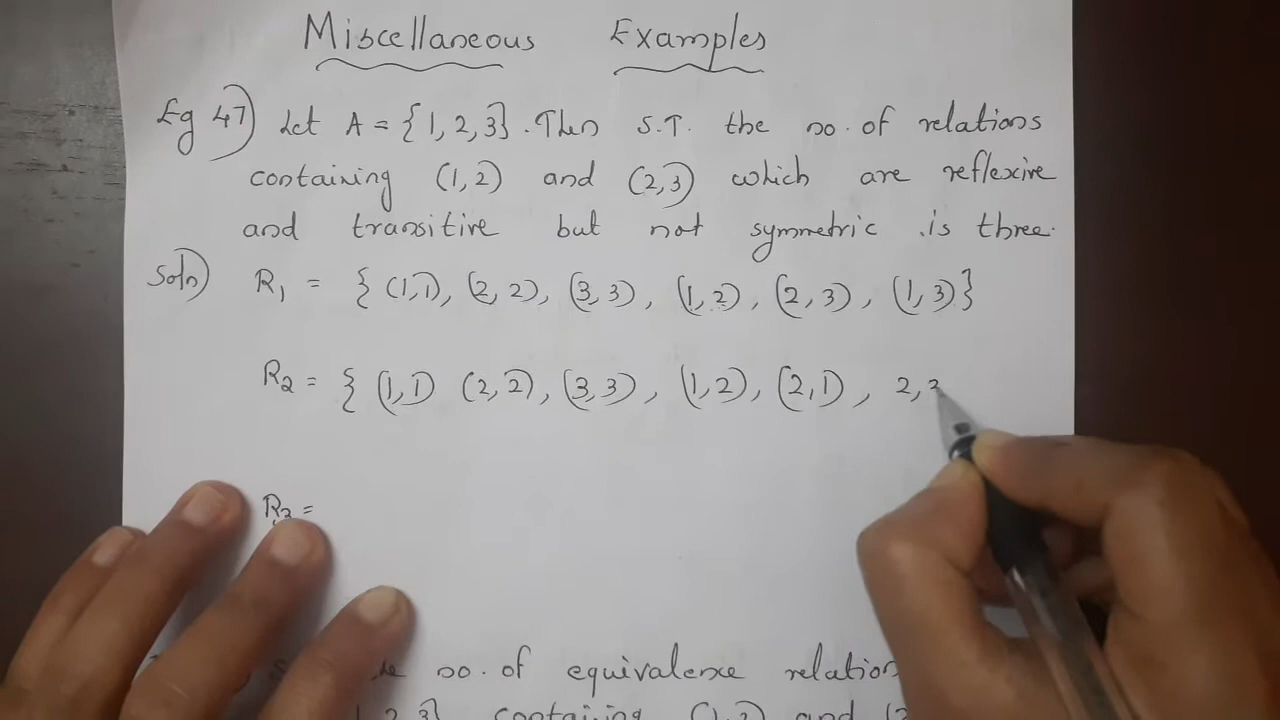 Miscellaneous Examples
Eg 47) Let A = {1, 2, 3}. Then S.T. the no. of relations
containing (1, 2) and (2, 3) which are reflexive
and transitive but not symmetric is three.
Soln) R₁ = { (1, 1), (2, 2), (3, 3), (1, 2), (2, 3), (1, 3)}
R₂ = { (1, 1) (2, 2), (3, 3), (1, 2), (2, 1), 2, 3
R₃ =
no. of equivalence relation
containing (1, 2) and